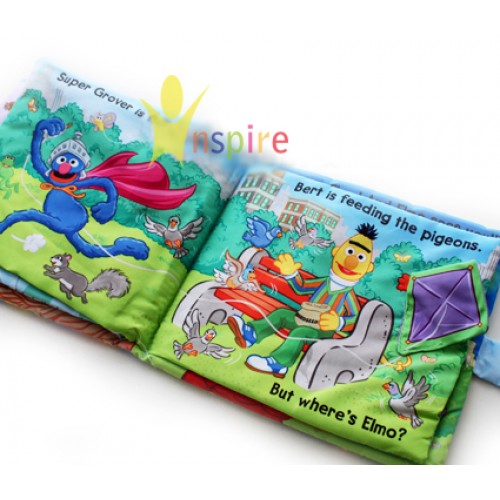 Super Grover is
nspire
Bert is feeding the pigeons.
But where's Elmo?